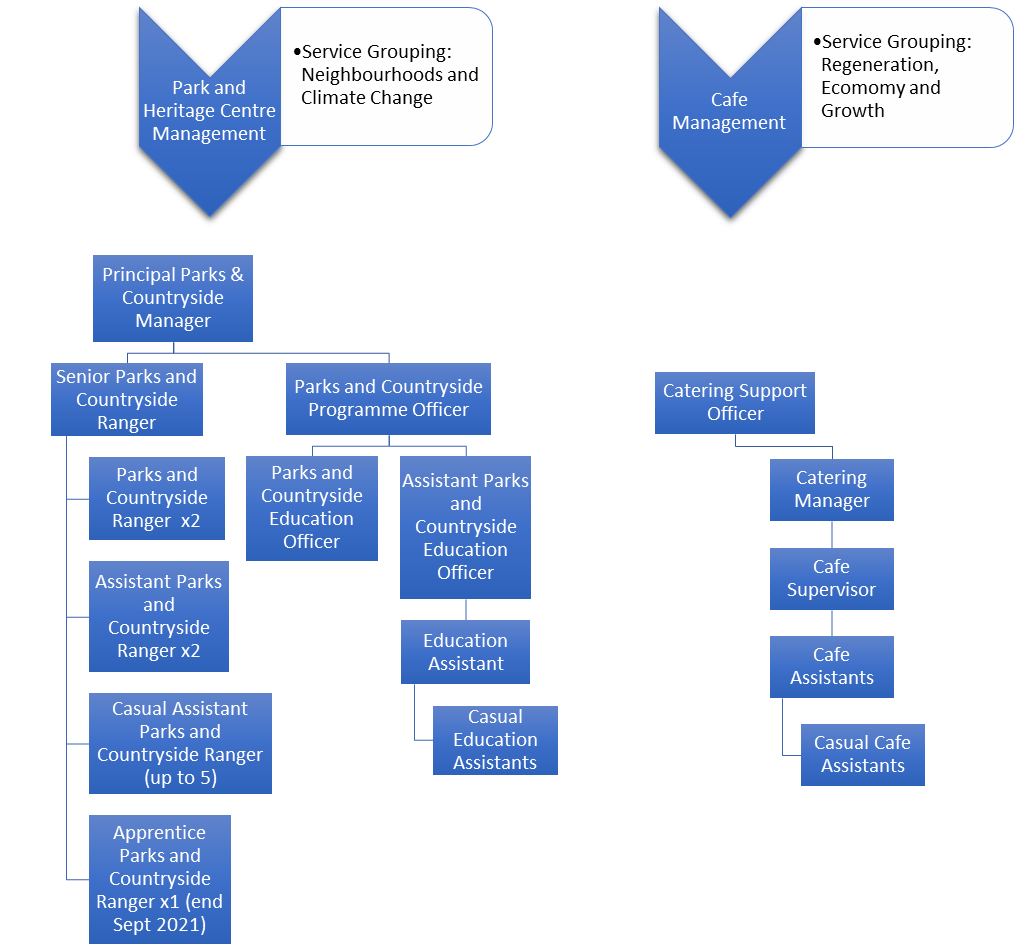 Park and
Heritage Centre
Management
•Service Grouping:
Neighbourhoods and
Climate Change
Cafe
Management
•Service Grouping:
Regeneration,
Ecomomy and
Growth
Principal Parks &
Countryside
Manager
Senior Parks and
Countryside
Ranger
Parks and
Countryside
Ranger  x2
Assistant Parks
and
Countryside
Ranger x2
Casual Assistant
Parks and
Countryside Ranger
(up to 5)
Apprentice
Parks and
Countryside
Ranger x1 (end
Sept 2021)
Parks and Countryside
Programme Officer
Parks and
Countryside
Education
Officer
Assistant Parks
and
Countryside
Education
Officer
Education
Assistant
Casual
Education
Assistants
Catering Support
Officer
Catering
Manager
Cafe
Supervisor
Cafe
Assistants
Casual Cafe
Assistants